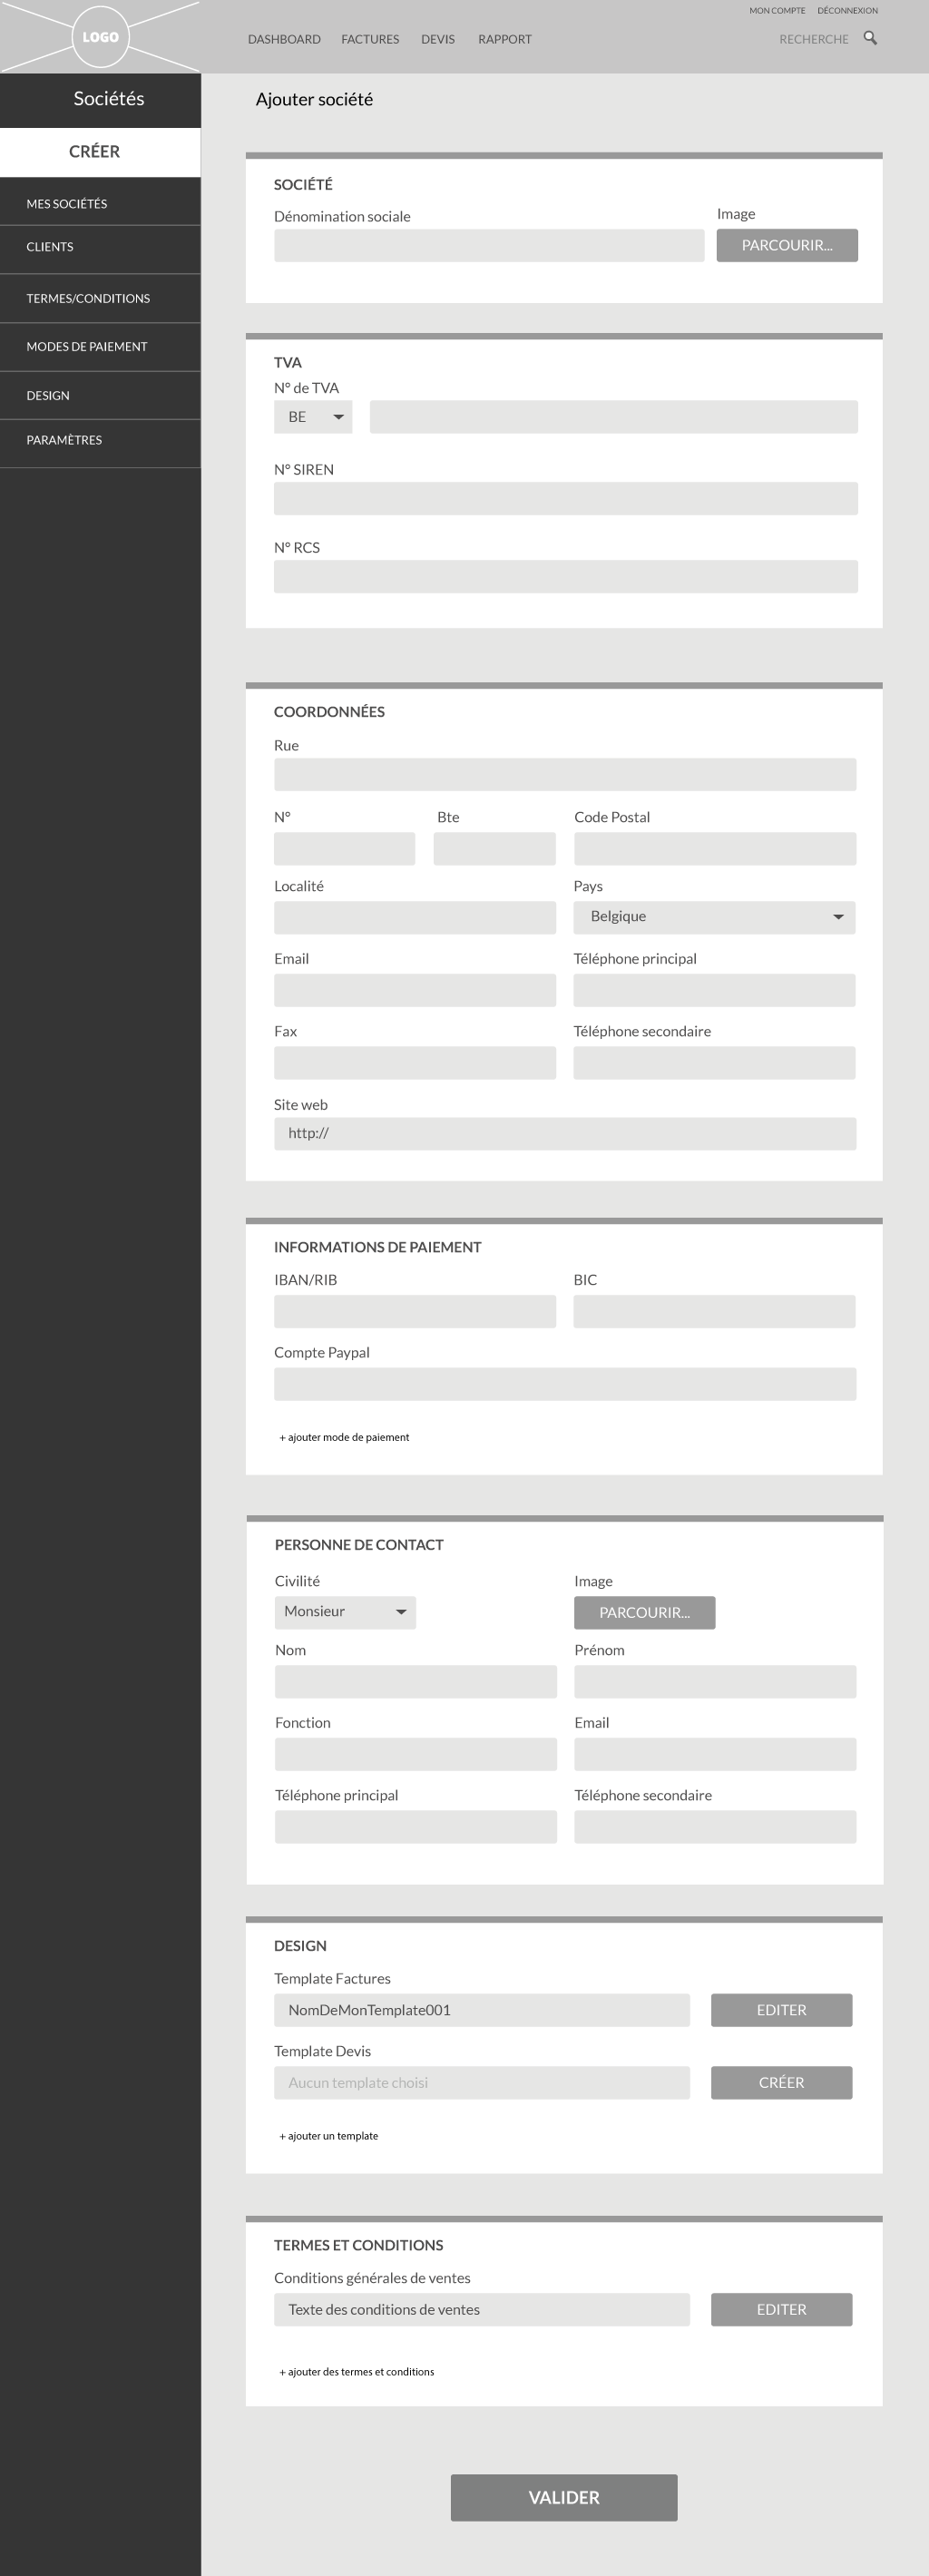 MON COMPTE DÉCONNEXION
LOGO
DASHBOARD FACTURES DEVIS RAPPORT RECHERCHE
Sociétés
CRÉER
MES SOCIÉTÉS
CLIENTS
TERMES/CONDITIONS
MODES DE PAIEMENT
DESIGN
PARAMÈTRES
Ajouter société
SOCIÉTÉ
Dénomination sociale Image
PARCOURIR...
TVA
N° de TVA
BE
N° SIREN
N° RCS
COORDONNÉES
Rue
N° Bte Code Postal
Localité Pays
Belgique
Email Téléphone principal
Fax Téléphone secondaire
Site web
http://
INFORMATIONS DE PAIEMENT
IBAN/RIB BIC
Compte Paypal
+ ajouter mode de paiement
PERSONNE DE CONTACT
Civilité Image
Monsieur PARCOURIR...
Nom Prénom
Fonction Email
Téléphone principal Téléphone secondaire
DESIGN
Template Factures
NomDeMonTemplate001 EDITER
Template Devis
Aucun template choisi CRÉER
+ ajouter un template
TERMES ET CONDITIONS
Conditions générales de ventes
Texte des conditions de ventes EDITER
+ ajouter des termes et conditions
VALIDER